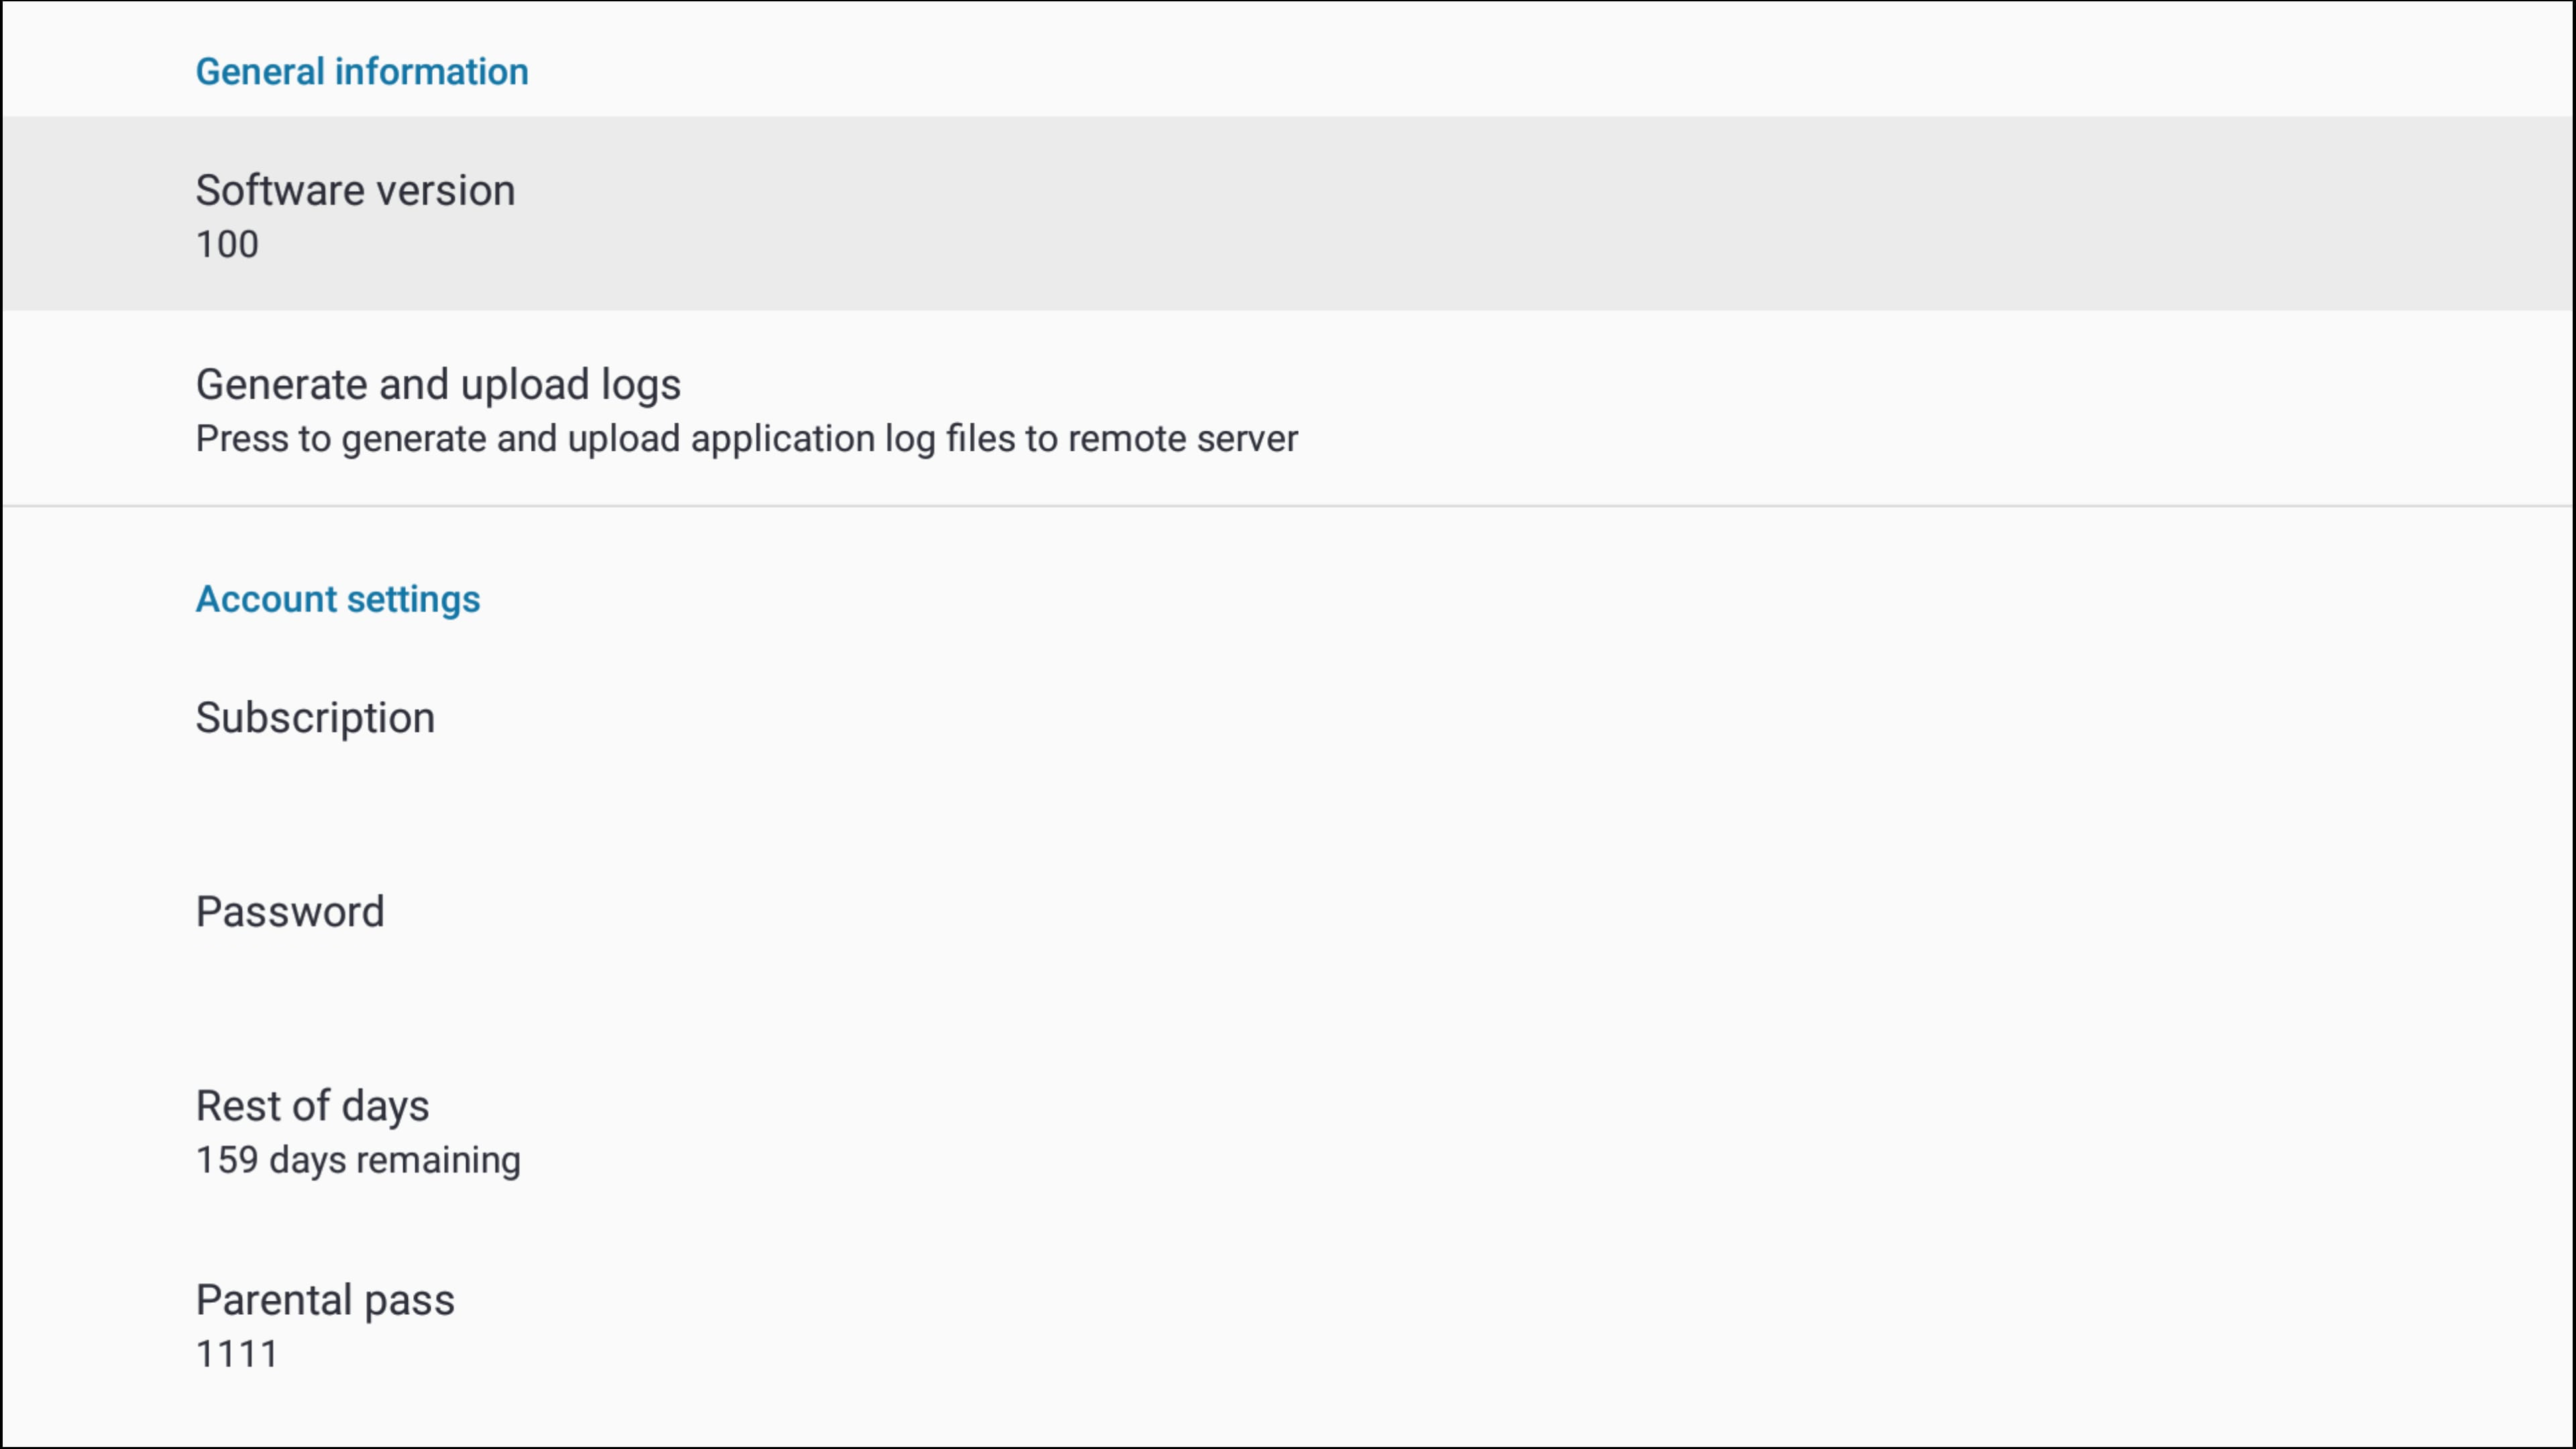 General information
Software version
100
Generate and upload logs
Press to generate and upload application log files to remote server
Account settings
Subscription
Password
Rest of days
159 days remaining
Parental pass
1111